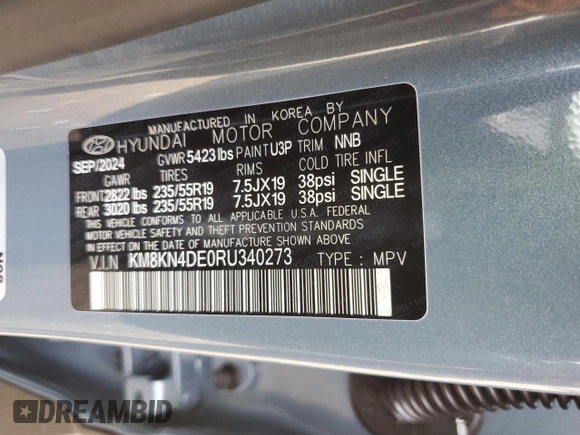 MANUFACTURED IN KOREA BY
HYUNDAI MOTOR COMPANY
SEP/2024 GVWR 5423 lbs PAINT U3P TRIM NNB
GAWR TIRES RIMS COLD TIRE INFL
FRONT 2822 lbs 235/55R19 7.5JX19 38psi SINGLE
REAR 3020 lbs 235/55R19 7.5JX19 38psi SINGLE
THIS VEHICLE CONFORMS TO ALL APPLICABLE U.S.A. FEDERAL
MOTOR VEHICLE SAFETY AND THEFT PREVENTION STANDARDS IN
EFFECT ON THE DATE OF MANUFACTURE SHOWN ABOVE.
V.I.N KM8KN4DE0RU340273 TYPE : MPV
DREAMBID